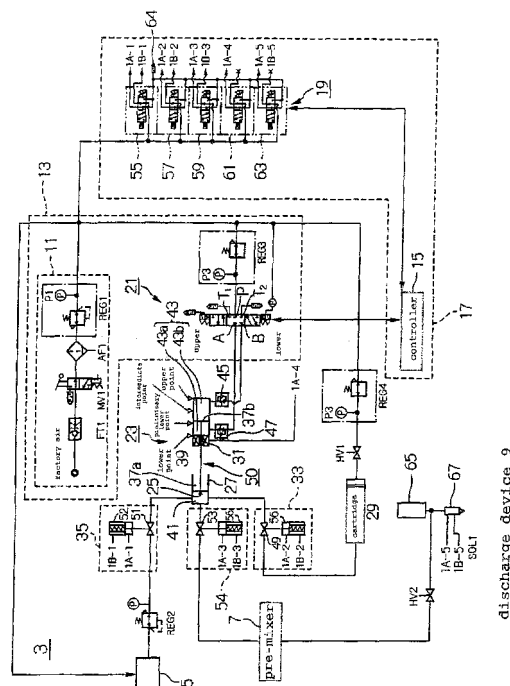 3
5
35
1B-1
1A-1
52
51
REG2
P
7
pre-mixer
54
1A-3
1B-3
53
56
33
1A-2
1B-2
49
56
HV2
65
67
1A-5
1B-5
SOL1
cartridge
29
HV1
P3
P
REG4
Factory air
FT1
MV1
AF1
REG1
P1
P
11
13
37a
25
41
27
50
23
lower point
39
31
37b
47
45
43a
43b
43
upper point
1A-4
21
upper
lower
A
B
T1
P
T2
P3
P
REG3
controller
15
17
19
55
57
59
61
63
64
1A-1
1B-1
1A-2
1B-2
1A-3
1B-3
1A-4
1A-5
1B-5
discharge device 9